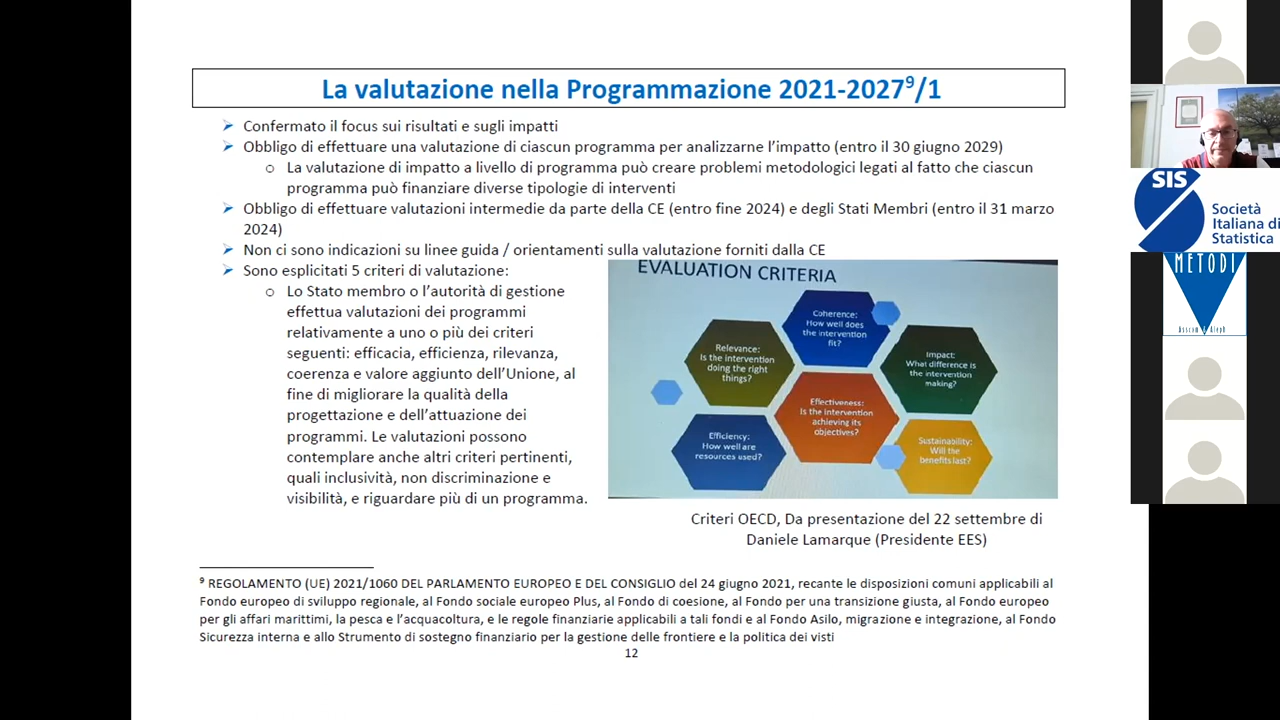 La valutazione nella Programmazione 2021-2027⁹/1
Confermato il focus sui risultati e sugli impatti
Obbligo di effettuare una valutazione di ciascun programma per analizzarne l'impatto (entro il 30 giugno 2029)
La valutazione di impatto a livello di programma può creare problemi metodologici legati al fatto che ciascun
programma può finanziare diverse tipologie di interventi
Obbligo di effettuare valutazioni intermedie da parte della CE (entro fine 2024) e degli Stati Membri (entro il 31 marzo
2024)
Non ci sono indicazioni su linee guida / orientamenti sulla valutazione forniti dalla CE
Sono esplicitati 5 criteri di valutazione:
Lo Stato membro o l'autorità di gestione
effettua valutazioni dei programmi
relativamente a uno o più dei criteri
seguenti: efficacia, efficienza, rilevanza,
coerenza e valore aggiunto dell'Unione, al
fine di migliorare la qualità della
progettazione e dell'attuazione dei
programmi. Le valutazioni possono
contemplare anche altri criteri pertinenti,
quali inclusività, non discriminazione e
visibilità, e riguardare più di un programma.
EVALUATION CRITERIA
Coherence:
How well does
the intervention
fit?
Relevance:
Is the intervention
doing the right
things?
Impact:
What difference is
the intervention
making?
Effectiveness:
Is the intervention
achieving its
objectives?
Efficiency:
How well are
resources used?
Sustainability:
Will the
benefits last?
Criteri OECD, Da presentazione del 22 settembre di
Daniele Lamarque (Presidente EES)
⁹ REGOLAMENTO (UE) 2021/1060 DEL PARLAMENTO EUROPEO E DEL CONSIGLIO del 24 giugno 2021, recante le disposizioni comuni applicabili al
Fondo europeo di sviluppo regionale, al Fondo sociale europeo Plus, al Fondo di coesione, al Fondo per una transizione giusta, al Fondo europeo
per gli affari marittimi, la pesca e l'acquacoltura, e le regole finanziarie applicabili a tali fondi e al Fondo Asilo, migrazione e integrazione, al Fondo
Sicurezza interna e allo Strumento di sostegno finanziario per la gestione delle frontiere e la politica dei visti
12
SIS
Società
Italiana di
Statistica
METODI